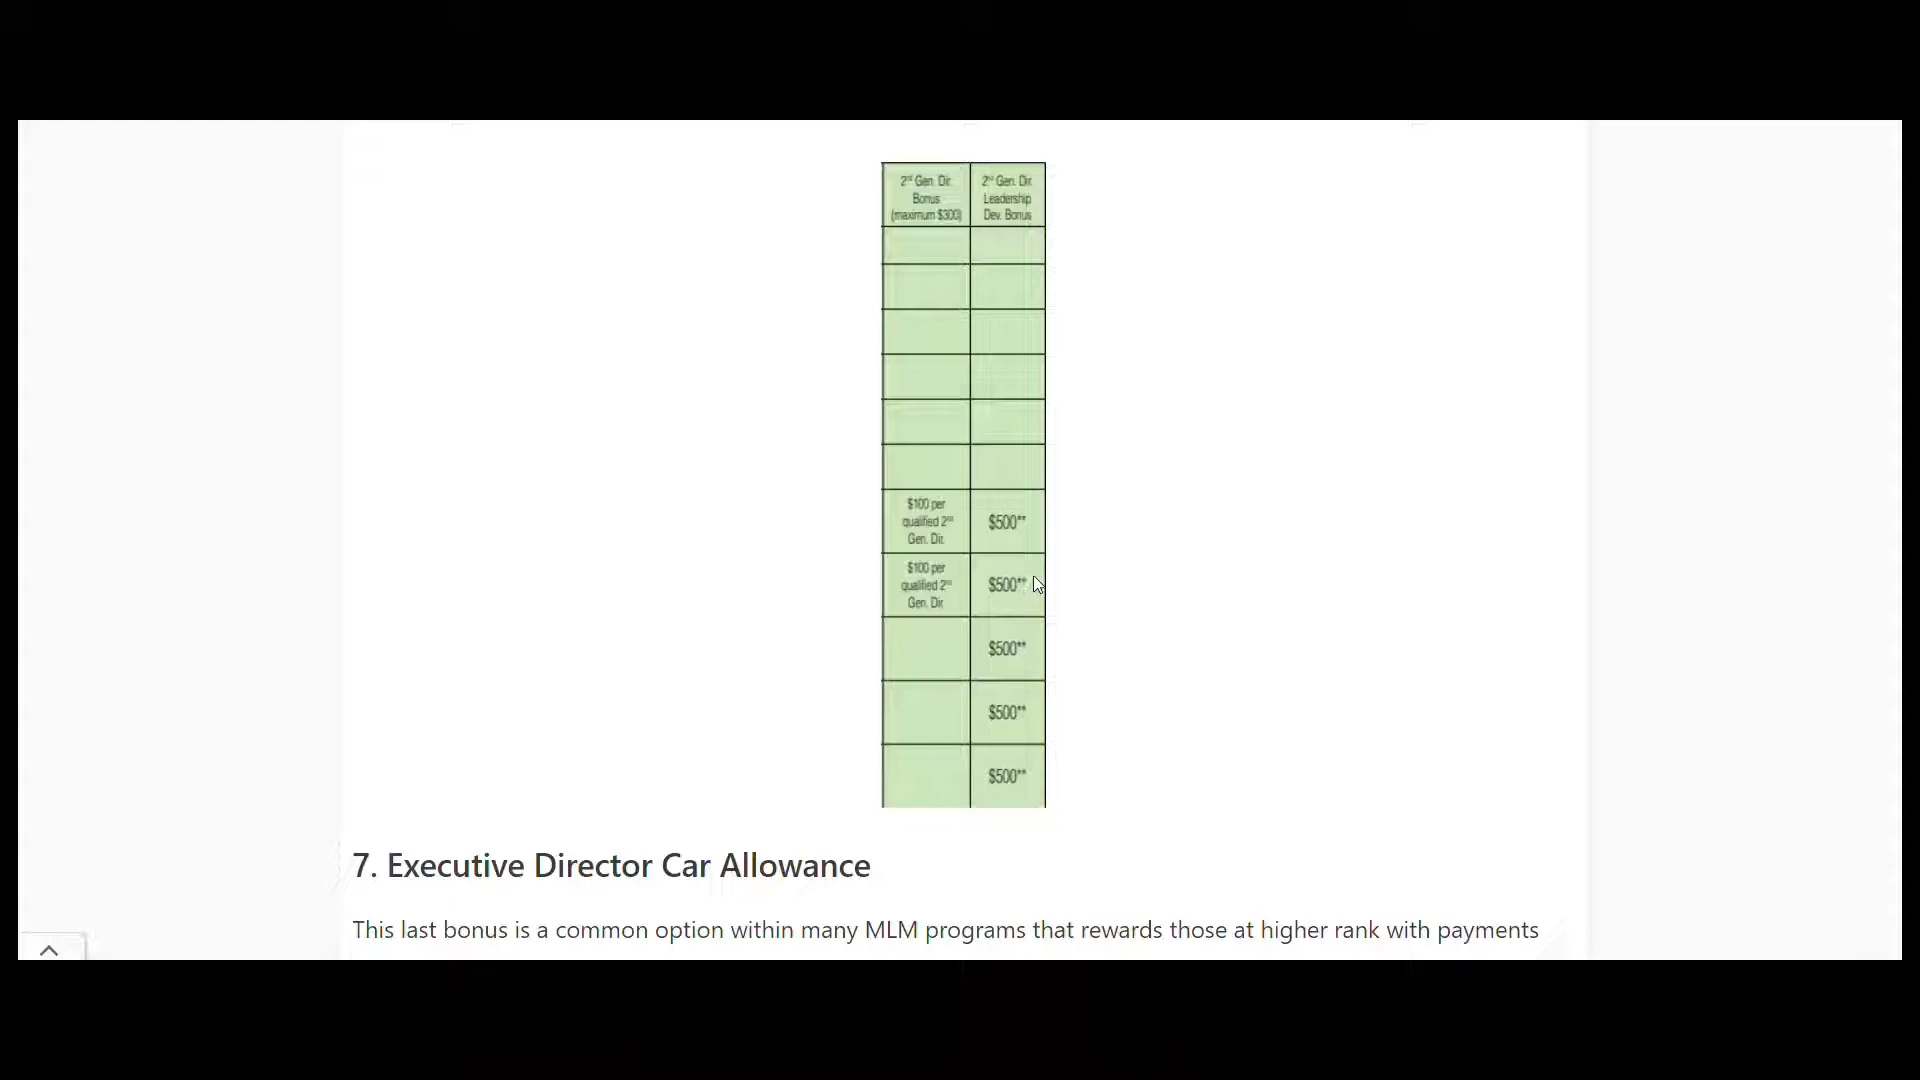 2ⁿᵈ Gen. Dir.
Bonus
(maximum $300)
2ⁿᵈ Gen. Dir.
Leadership
Dev. Bonus
$100 per
qualified 2ⁿᵈ
Gen. Dir.
$500**
$100 per
qualified 2ⁿᵈ
Gen. Dir.
$500**
$500**
$500**
$500**
7. Executive Director Car Allowance
This last bonus is a common option within many MLM programs that rewards those at higher rank with payments